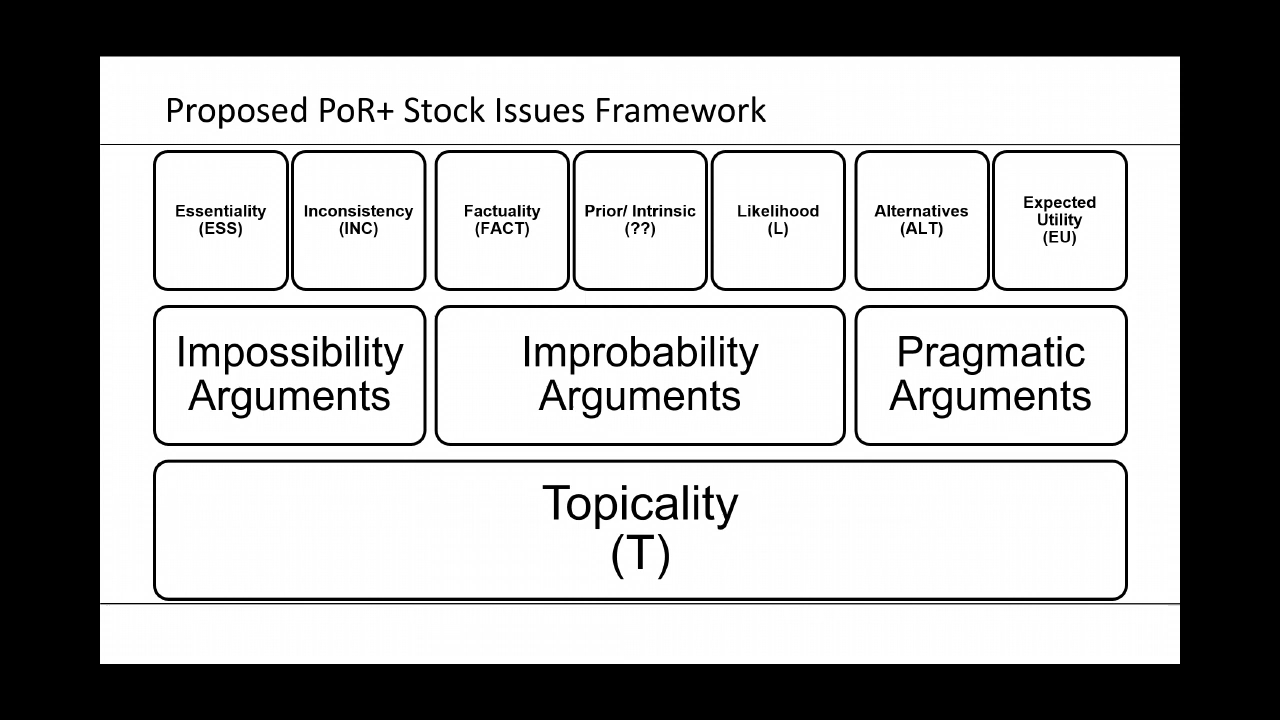 Proposed PoR+ Stock Issues Framework
Essentiality
(ESS)
Inconsistency
(INC)
Factuality
(FACT)
Prior/ Intrinsic
(??)
Likelihood
(L)
Alternatives
(ALT)
Expected
Utility
(EU)
Impossibility
Arguments
Improbability
Arguments
Pragmatic
Arguments
Topicality
(T)